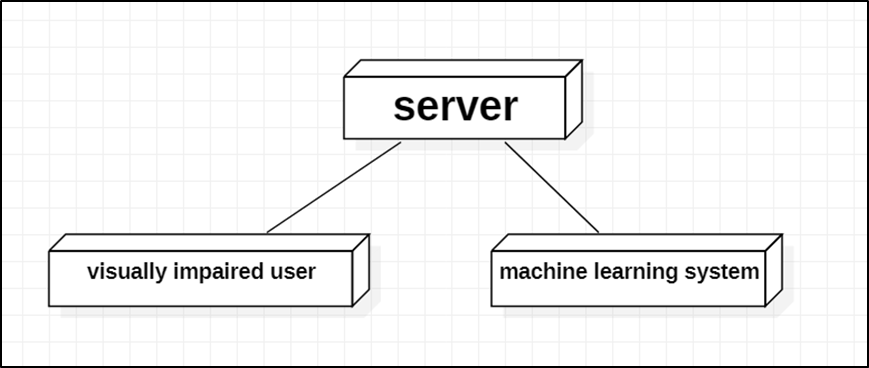 server
visually impaired user
machine learning system